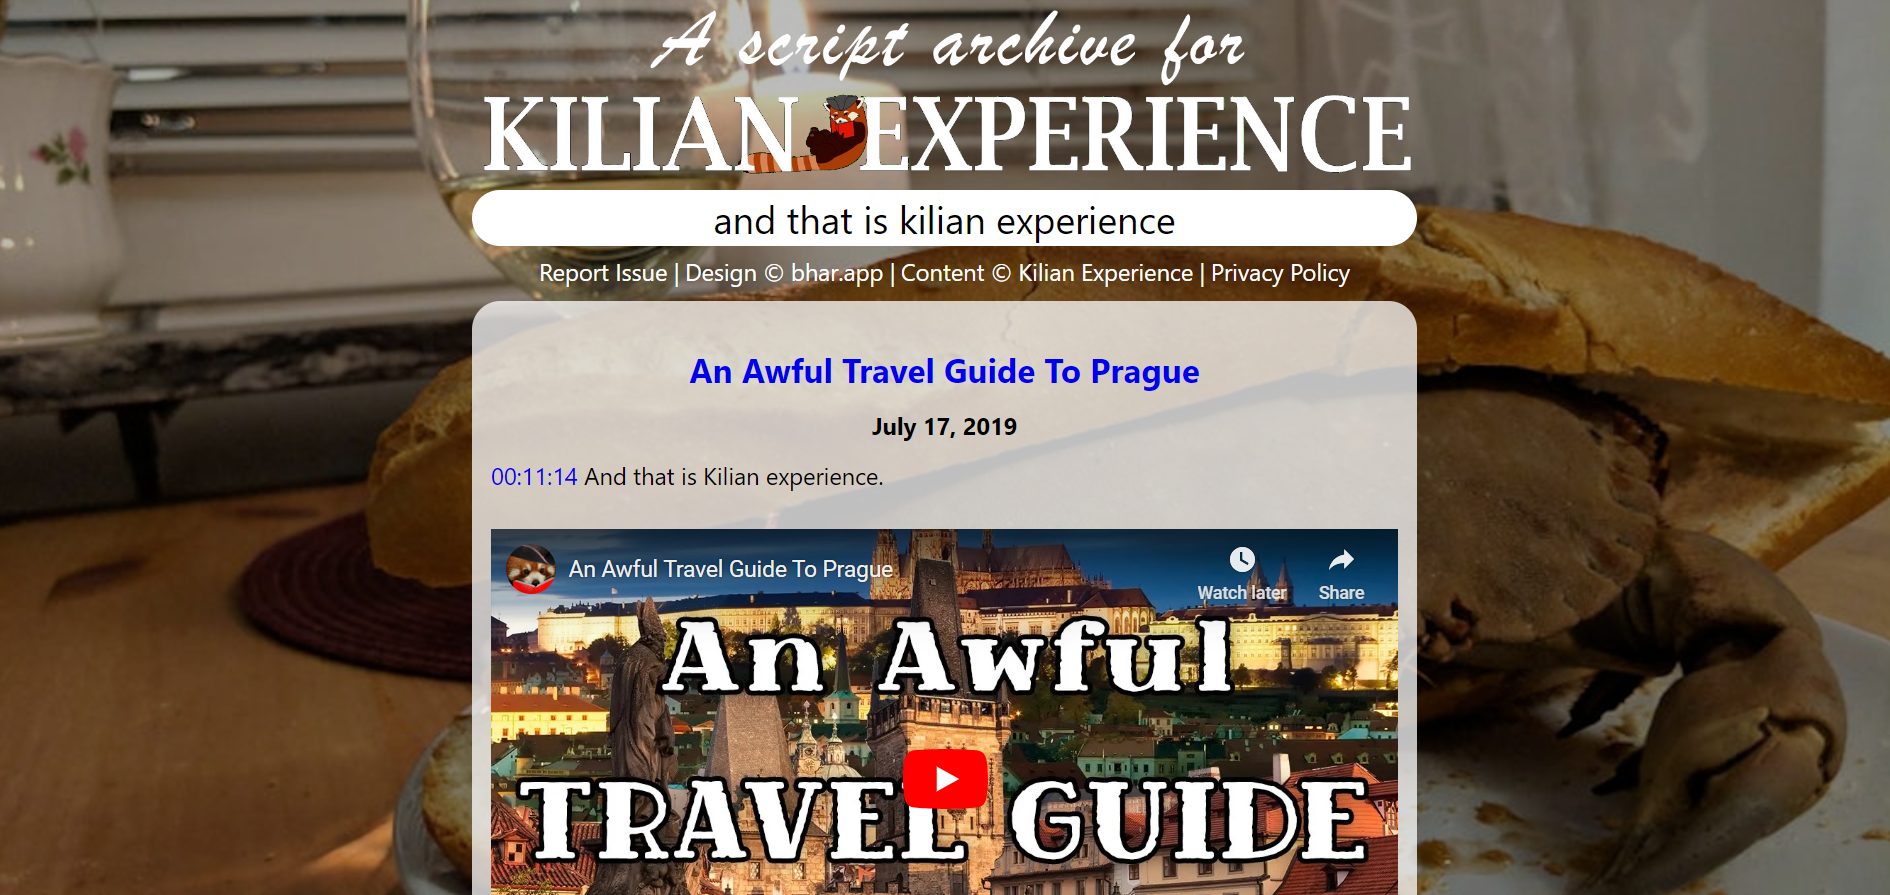 A script archive for
KILIAN EXPERIENCE
and that is kilian experience
Report Issue | Design © bhar.app | Content © Kilian Experience | Privacy Policy
An Awful Travel Guide To Prague
July 17, 2019
00:11:14 And that is Kilian experience.
An Awful Travel Guide To Prague
Watch later
Share
An Awful
TRAVEL GUIDE